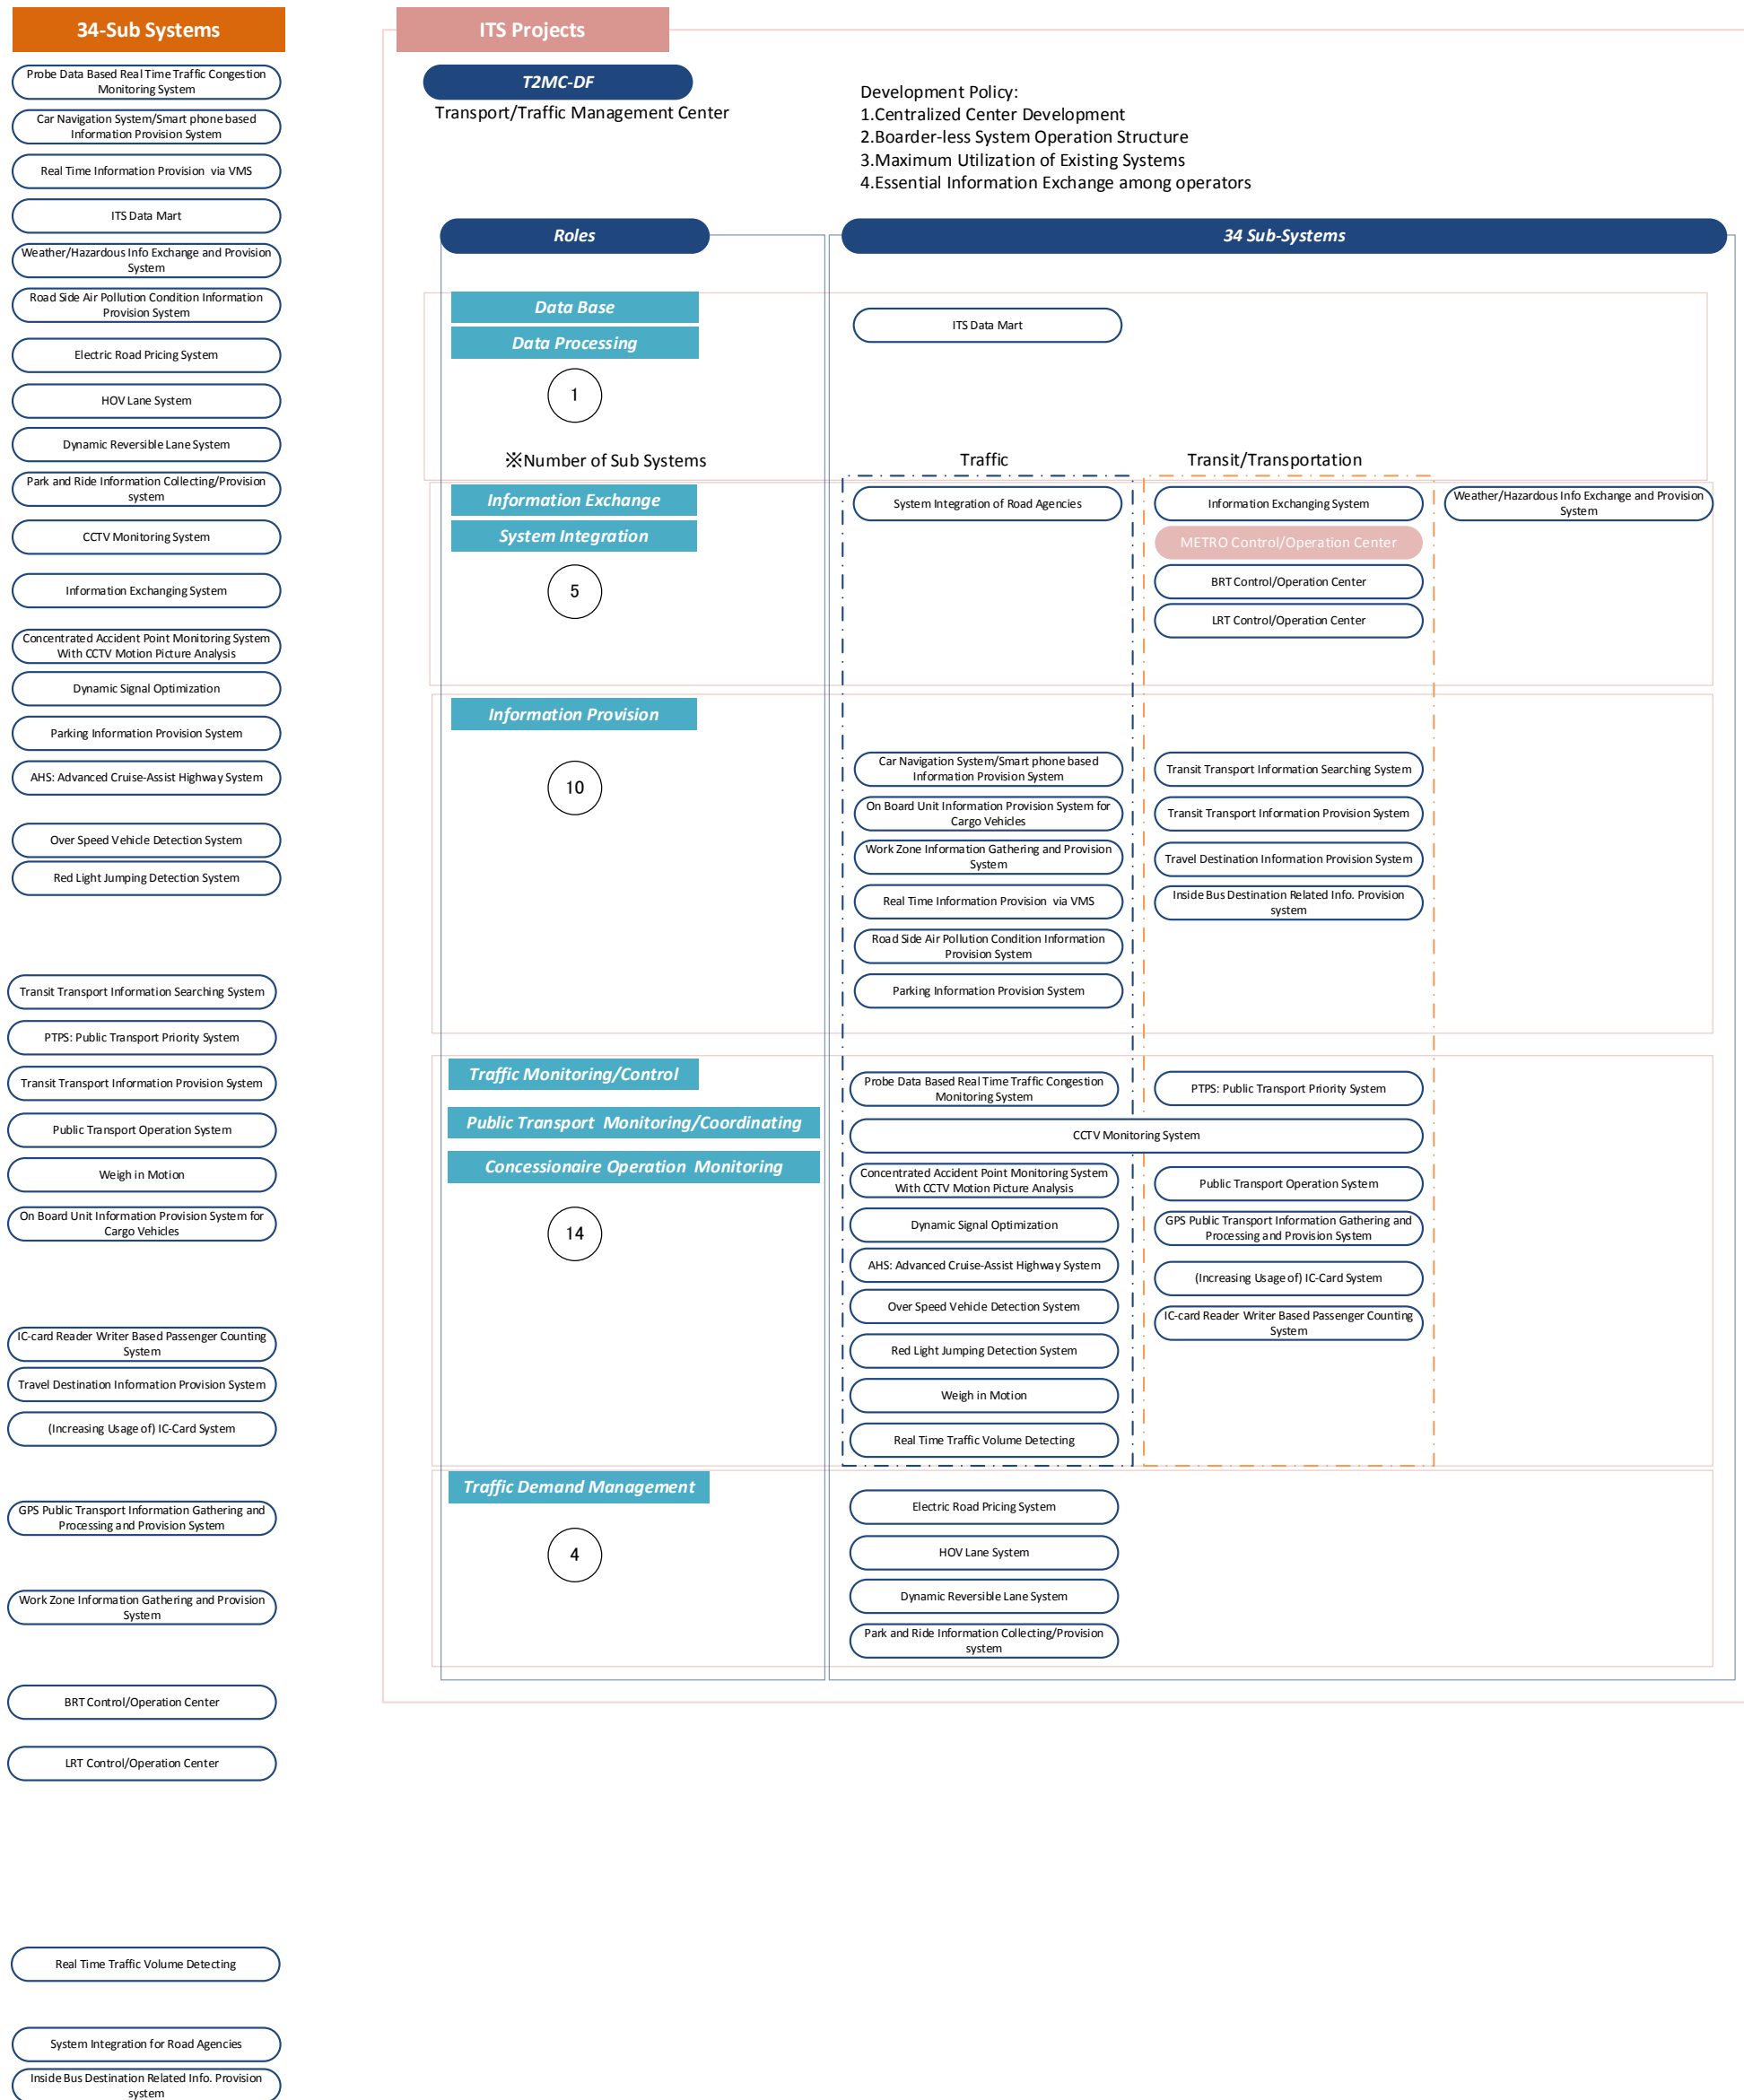 34-Sub Systems
Probe Data Based Real Time Traffic Congestion
Monitoring System
Car Navigation System/Smart phone based
Information Provision System
Real Time Information Provision via VMS
ITS Data Mart
Weather/Hazardous Info Exchange and Provision
System
Road Side Air Pollution Condition Information
Provision System
Electric Road Pricing System
HOV Lane System
Dynamic Reversible Lane System
Park and Ride Information Collecting/Provision
system
CCTV Monitoring System
Information Exchanging System
Concentrated Accident Point Monitoring System
With CCTV Motion Picture Analysis
Dynamic Signal Optimization
Parking Information Provision System
AHS: Advanced Cruise-Assist Highway System
Over Speed Vehicle Detection System
Red Light Jumping Detection System
Transit Transport Information Searching System
PTPS: Public Transport Priority System
Transit Transport Information Provision System
Public Transport Operation System
Weigh in Motion
On Board Unit Information Provision System for
Cargo Vehicles
IC-card Reader Writer Based Passenger Counting
System
Travel Destination Information Provision System
(Increasing Usage of) IC-Card System
GPS Public Transport Information Gathering and
Processing and Provision System
Work Zone Information Gathering and Provision
System
BRT Control/Operation Center
LRT Control/Operation Center
Real Time Traffic Volume Detecting
System Integration for Road Agencies
Inside Bus Destination Related Info. Provision
system
ITS Projects
T2MC-DF
Transport/Traffic Management Center
Development Policy:
1.Centralized Center Development
2.Boarder-less System Operation Structure
3.Maximum Utilization of Existing Systems
4.Essential Information Exchange among operators
Roles
34 Sub-Systems
Data Base
Data Processing
1
※Number of Sub Systems
ITS Data Mart
Traffic
Transit/Transportation
Information Exchange
System Integration
5
System Integration of Road Agencies
Information Exchanging System
METRO Control/Operation Center
BRT Control/Operation Center
LRT Control/Operation Center
Weather/Hazardous Info Exchange and Provision
System
Information Provision
10
Car Navigation System/Smart phone based
Information Provision System
On Board Unit Information Provision System for
Cargo Vehicles
Work Zone Information Gathering and Provision
System
Real Time Information Provision via VMS
Road Side Air Pollution Condition Information
Provision System
Parking Information Provision System
Transit Transport Information Searching System
Transit Transport Information Provision System
Travel Destination Information Provision System
Inside Bus Destination Related Info. Provision
system
Traffic Monitoring/Control
Public Transport Monitoring/Coordinating
Concessionaire Operation Monitoring
14
Probe Data Based Real Time Traffic Congestion
Monitoring System
PTPS: Public Transport Priority System
CCTV Monitoring System
Concentrated Accident Point Monitoring System
With CCTV Motion Picture Analysis
Dynamic Signal Optimization
AHS: Advanced Cruise-Assist Highway System
Over Speed Vehicle Detection System
Red Light Jumping Detection System
Weigh in Motion
Real Time Traffic Volume Detecting
Public Transport Operation System
GPS Public Transport Information Gathering and
Processing and Provision System
(Increasing Usage of) IC-Card System
IC-card Reader Writer Based Passenger Counting
System
Traffic Demand Management
4
Electric Road Pricing System
HOV Lane System
Dynamic Reversible Lane System
Park and Ride Information Collecting/Provision
system